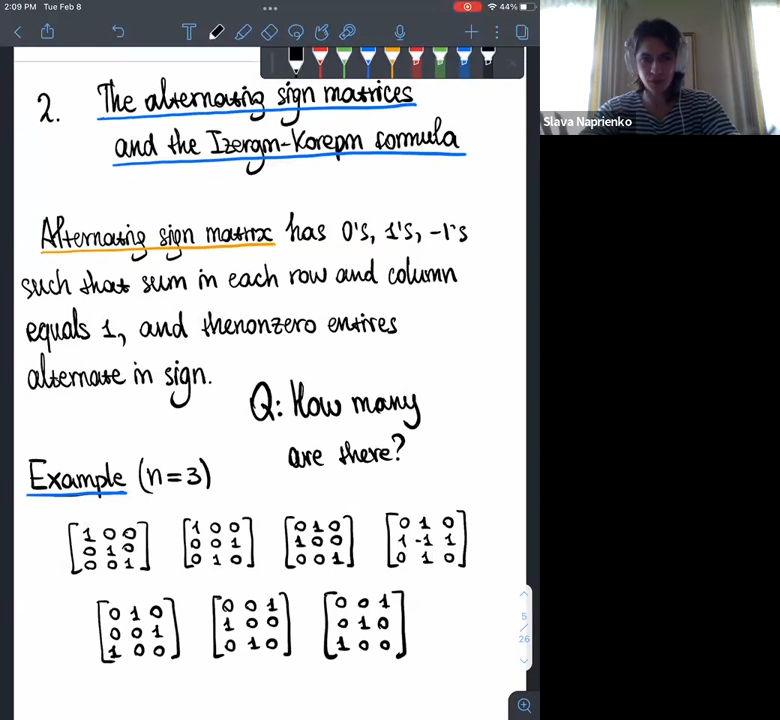 2:09 PM Tue Feb 8
44%
2. The alternating sign matrices
and the Izergin-Korepin formula
Alternating sign matrix has 0's, 1's, -1's
such that sum in each row and column
equals 1, and thenonzero entires
alternate in sign.
Q: How many
are there?
Example (n=3)
1 0 0
0 1 0
0 0 1
1 0 0
0 0 1
0 1 0
0 1 0
1 0 0
0 0 1
0 1 0
1 -1 1
0 1 0
0 1 0
0 0 1
1 0 0
0 0 1
1 0 0
0 1 0
0 0 1
0 1 0
1 0 0
5
/
26
Slava Naprienko